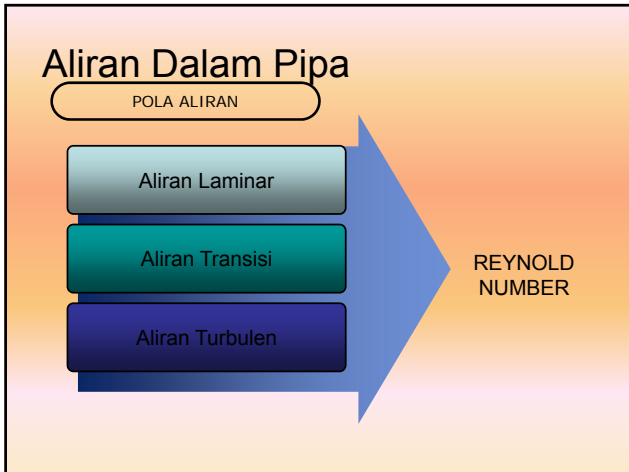 Aliran Dalam Pipa
POLA ALIRAN
Aliran Laminar
Aliran Transisi
Aliran Turbulen
REYNOLD
NUMBER